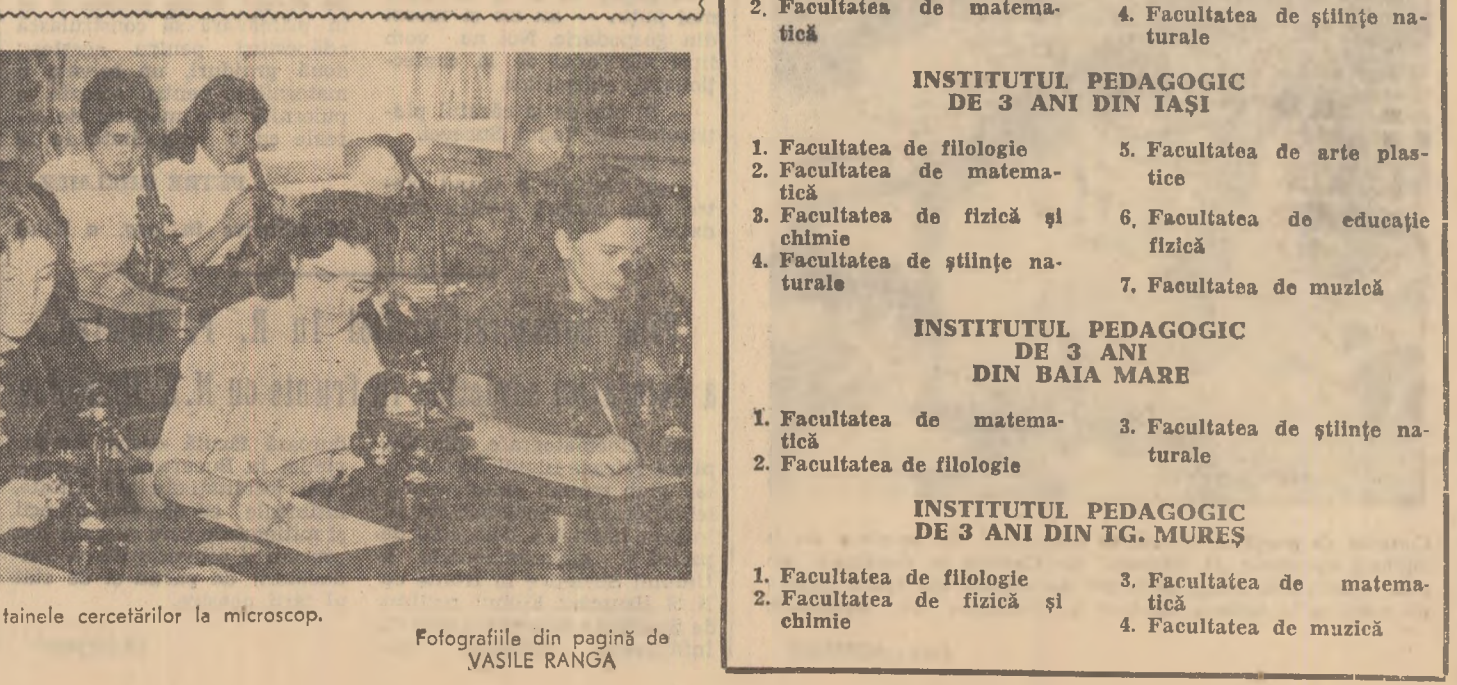 tainele cercetărilor la microscop.
Fotografiile din pagină de
VASILE RANGA
2. Facultatea de matema-
tică
4. Facultatea de științe na-
turale
INSTITUTUL PEDAGOGIC
DE 3 ANI DIN IAȘI
1. Facultatea de filologie
2. Facultatea de matema-
tică
3. Facultatea de fizică și
chimie
4. Facultatea de științe na-
turale
5. Facultatea de arte plas-
tice
6. Facultatea de educație
fizică
7. Facultatea de muzică
INSTITUTUL PEDAGOGIC
DE 3 ANI
DIN BAIA MARE
1. Facultatea de matema-
tică
2. Facultatea de filologie
3. Facultatea de științe na-
turale
INSTITUTUL PEDAGOGIC
DE 3 ANI DIN TG. MUREȘ
1. Facultatea de filologie
2. Facultatea de fizică și
chimie
3. Facultatea de matema-
tică
4. Facultatea de muzică